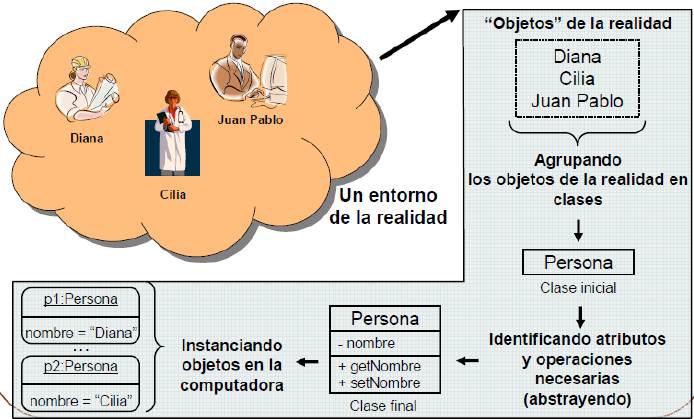 Diana
Cilia
Juan Pablo
Un entorno
de la realidad
“Objetos” de la realidad
Diana
Cilia
Juan Pablo
Agrupando
los objetos de la realidad en
clases
Persona
Clase inicial
Identificando atributos
y operaciones
necesarias
(abstrayendo)
Persona
- nombre
+ getNombre
+ setNombre
Clase final
Instanciando
objetos en la
computadora
p1:Persona
nombre = “Diana”
...
p2:Persona
nombre = “Cilia”